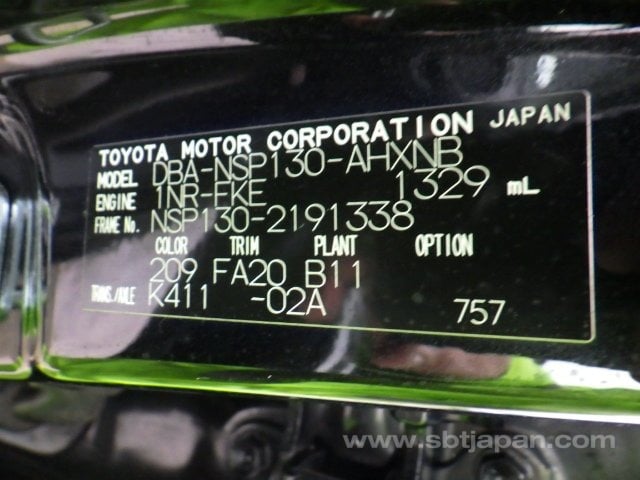 TOYOTA MOTOR CORPORATION JAPAN
MODEL DBA-NSP130-AHXNB
ENGINE 1NR-FKE 1329 mL
FRAME No. NSP130-2191338
COLOR TRIM PLANT OPTION
209 FA20 B11
TRANS./AXLE K411 -02A 757
www.sbtjapan.com